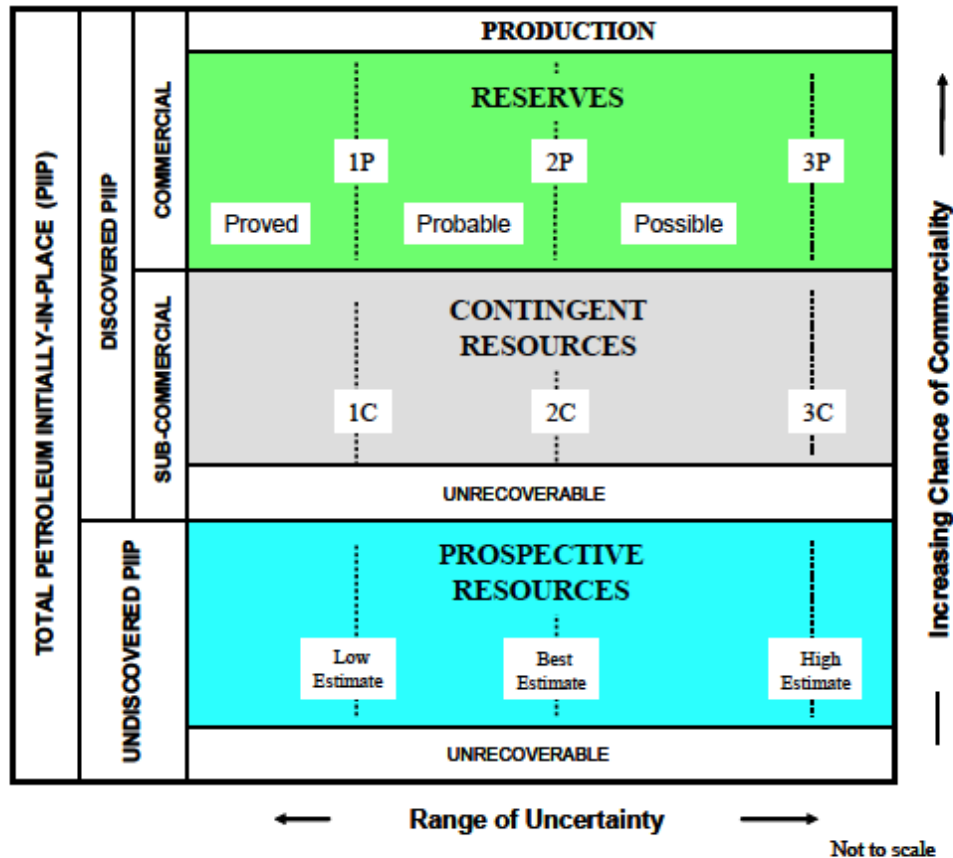 TOTAL PETROLEUM INITIALLY-IN-PLACE (PIIP)
DISCOVERED PIIP
UNDISCOVERED PIIP
COMMERCIAL
SUB-COMMERCIAL
PRODUCTION
RESERVES
1P
2P
3P
Proved
Probable
Possible
CONTINGENT
RESOURCES
1C
2C
3C
UNRECOVERABLE
PROSPECTIVE
RESOURCES
Low
Estimate
Best
Estimate
High
Estimate
UNRECOVERABLE
Increasing Chance of Commerciality
Range of Uncertainty
Not to scale